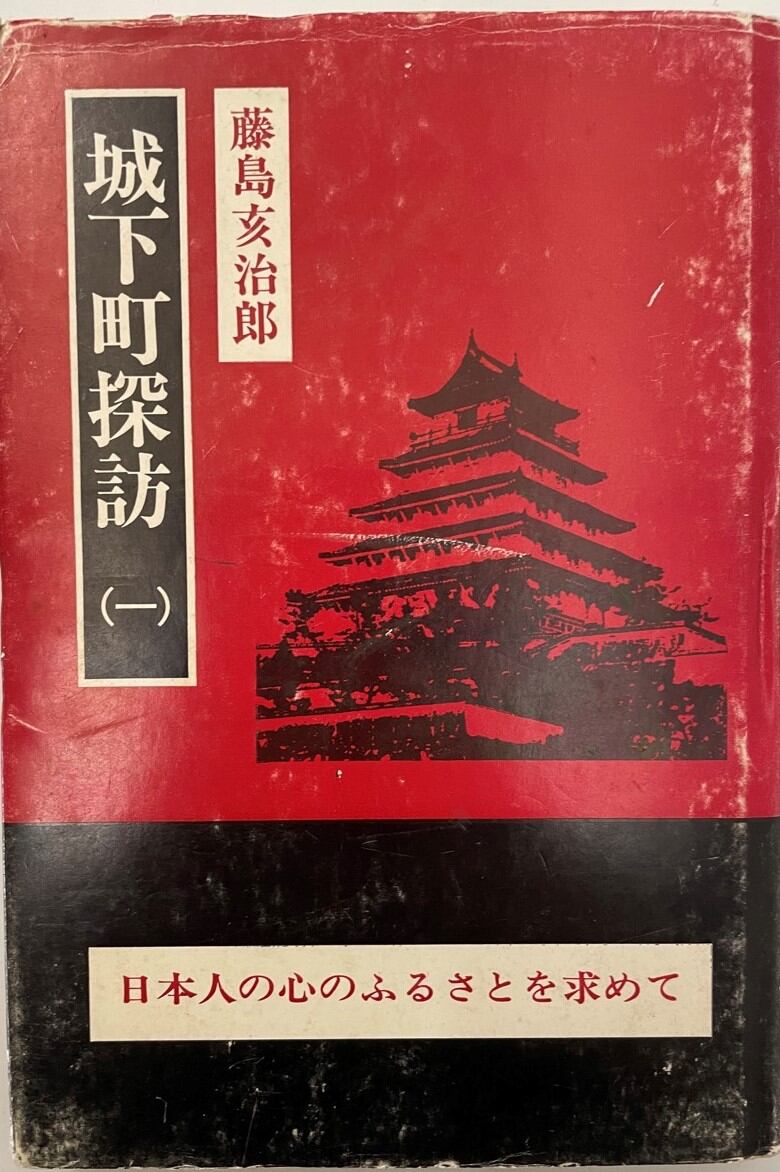 藤島亥治郎
城下町探訪 (一)
日本人の心のふるさとを求めて